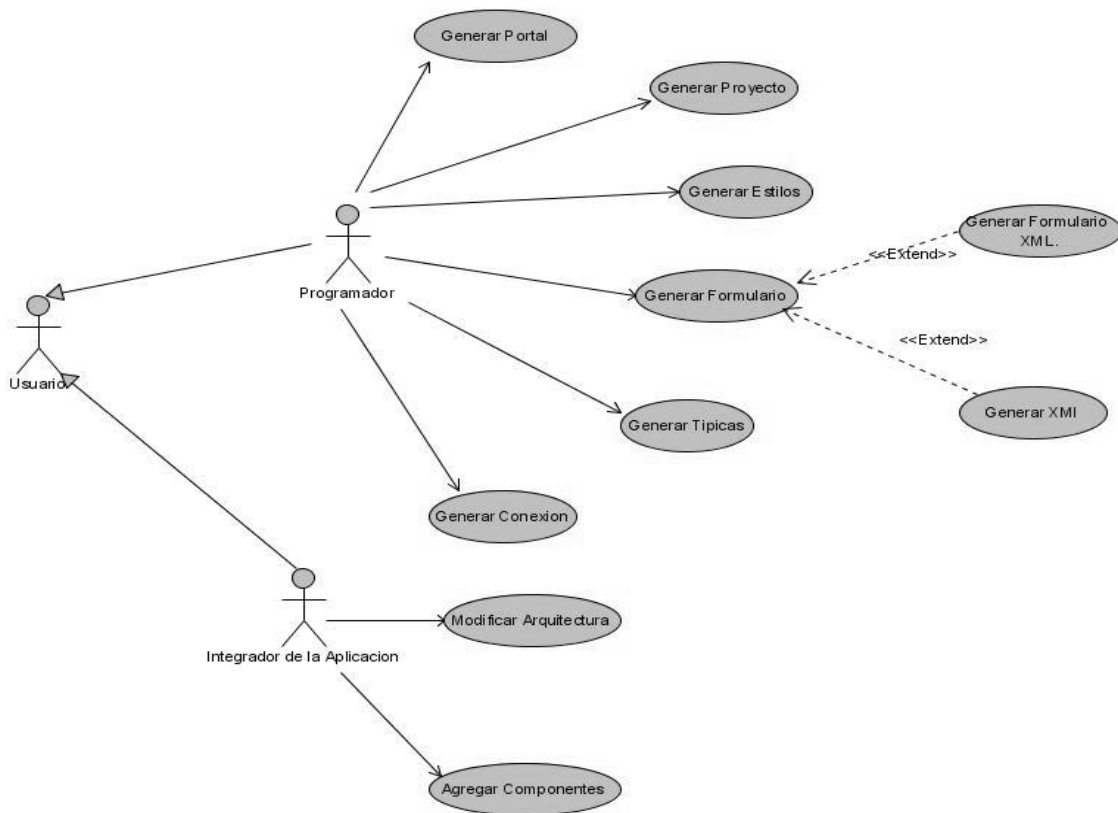 Generar Portal
Generar Proyecto
Generar Estilos
Generar Formulario
XML.
<<Extend>>
Programador
Generar Formulario
<<Extend>>
Usuario
Generar Tipicas
Generar XMI
Generar Conexion
Modificar Arquitectura
Integrador de la Aplicacion
Agregar Componentes